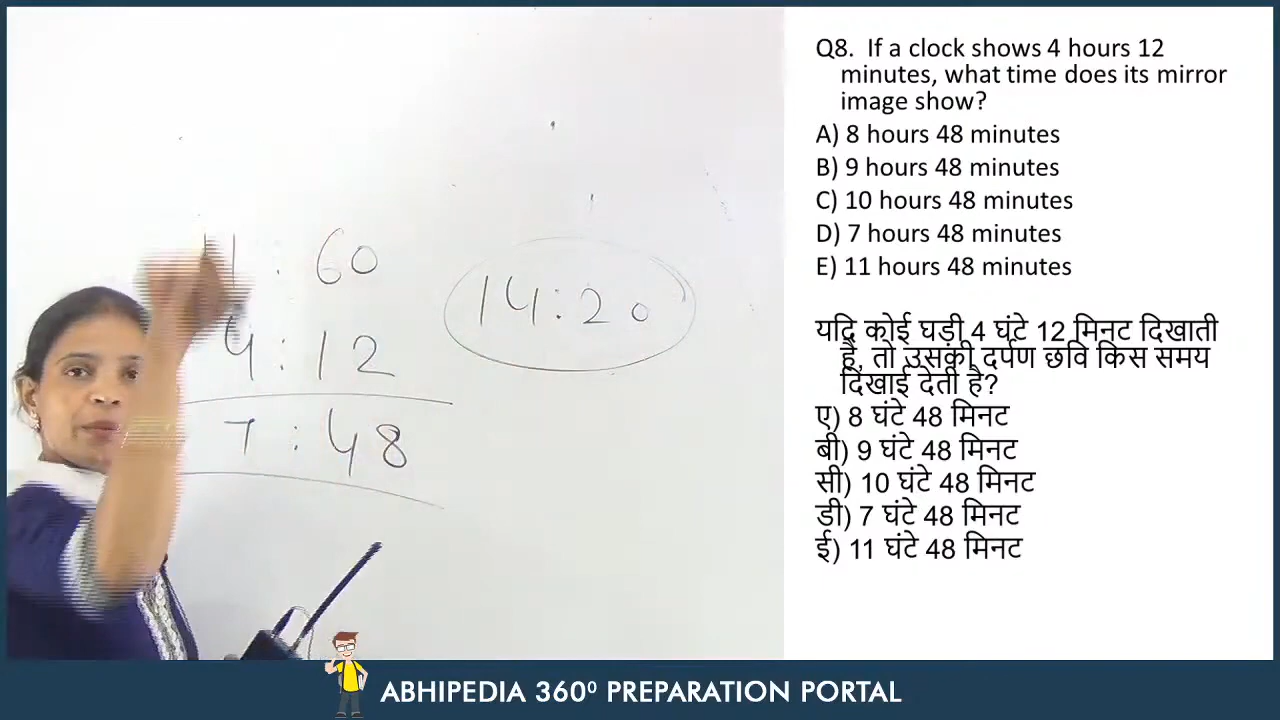 11 : 60
4 : 12
7 : 48
14:20
Q8. If a clock shows 4 hours 12
minutes, what time does its mirror
image show?
A) 8 hours 48 minutes
B) 9 hours 48 minutes
C) 10 hours 48 minutes
D) 7 hours 48 minutes
E) 11 hours 48 minutes
यदि कोई घड़ी 4 घंटे 12 मिनट दिखाती
है, तो उसकी दर्पण छवि किस समय
दिखाई देती है?
ए) 8 घंटे 48 मिनट
बी) 9 घंटे 48 मिनट
सी) 10 घंटे 48 मिनट
डी) 7 घंटे 48 मिनट
ई) 11 घंटे 48 मिनट
ABHIPEDIA 360⁰ PREPARATION PORTAL